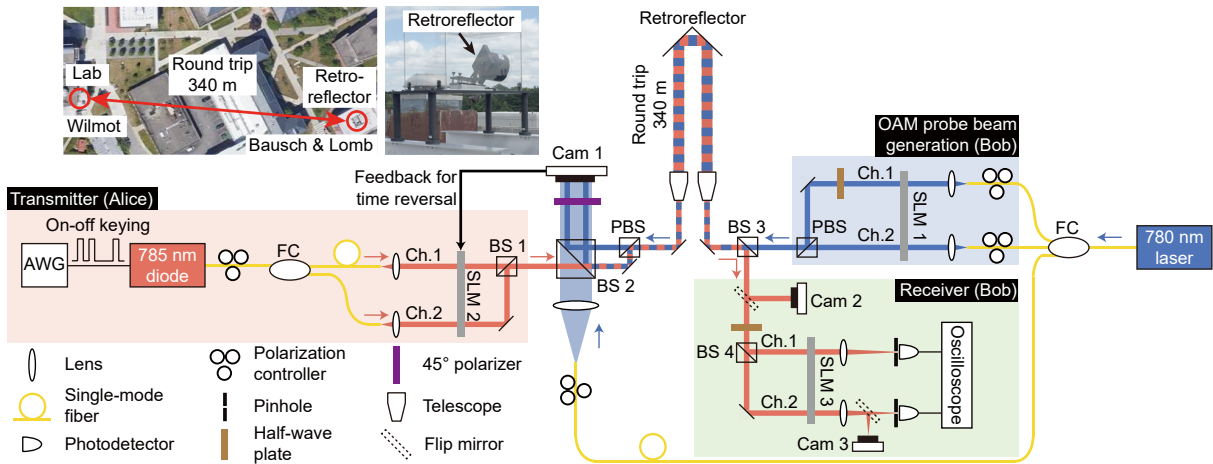 Lab
Wilmot
Round trip
340 m
Retro-
reflector
Bausch & Lomb
Retroreflector
Retroreflector
Round trip
340 m
Cam 1
Feedback for
time reversal
Transmitter (Alice)
On-off keying
AWG
785 nm
diode
FC
Ch.1
Ch.2
SLM 2
BS 1
BS 2
PBS
BS 3
OAM probe beam
generation (Bob)
PBS
Ch.1
Ch.2
SLM 1
FC
780 nm
laser
Receiver (Bob)
Cam 2
BS 4
Ch.1
Ch.2
SLM 3
Cam 3
Oscilloscope
Lens
Single-mode
fiber
Photodetector
Polarization
controller
Pinhole
Half-wave
plate
45° polarizer
Telescope
Flip mirror